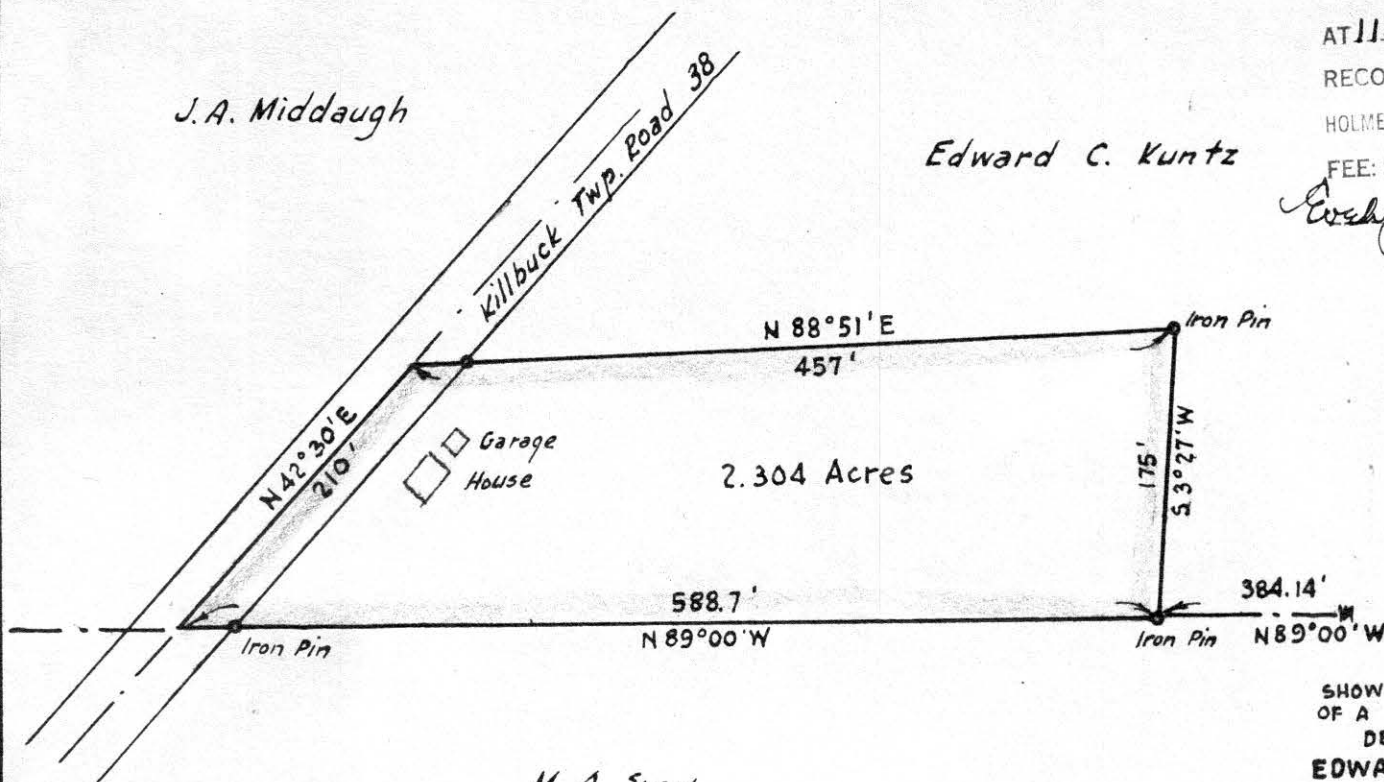 AT 11
RECO
HOLME
FEE:
J.A. Middaugh
Killbuck Twp. Road 38
Edward C. Kuntz
N 88°51'E
457'
Iron Pin
N 42°30'E
210'
Garage
House
2.304 Acres
175'
S 3°27'W
588.7'
N 89°00'W
384.14'
N 89°00'W
Iron Pin
Iron Pin
SHOW
OF A
DE
EDWA